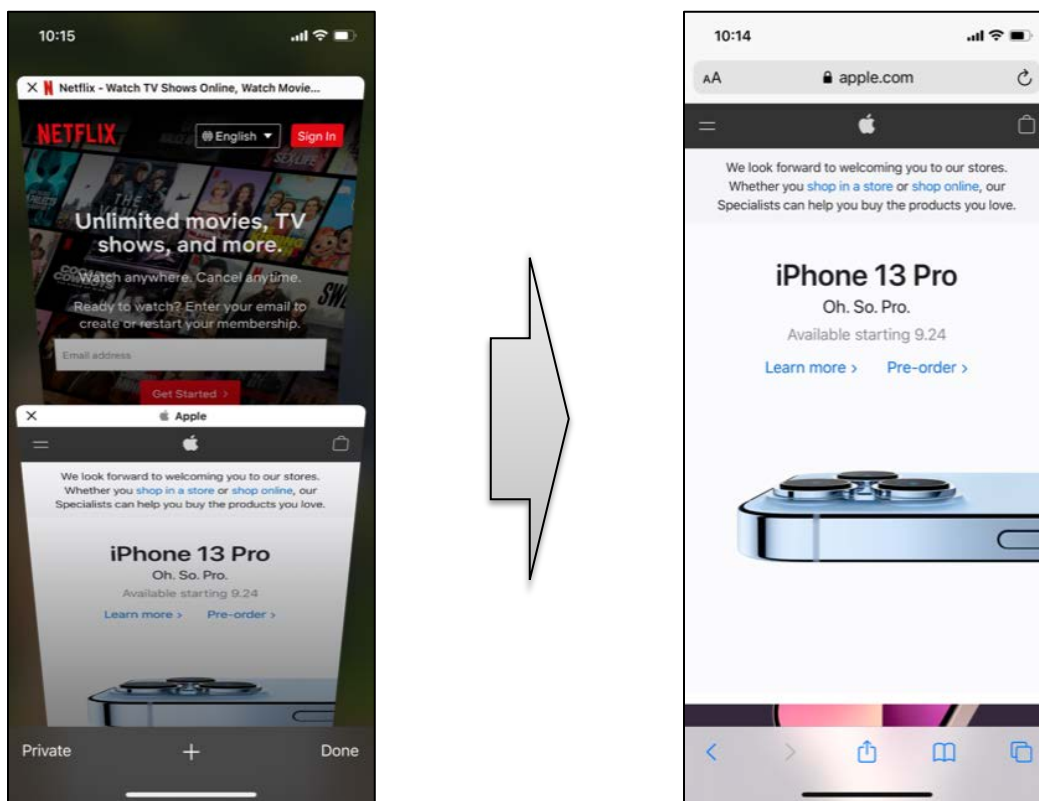 10:15
X N Netflix - Watch TV Shows Online, Watch Movie...
NETFLIX
English
Sign In
Unlimited movies, TV
shows, and more.
Watch anywhere. Cancel anytime.
Ready to watch? Enter your email to
create or restart your membership.
Email address
Get Started >
X Apple
We look forward to welcoming you to our stores.
Whether you shop in a store or shop online, our
Specialists can help you buy the products you love.
iPhone 13 Pro
Oh. So. Pro.
Available starting 9.24
Learn more > Pre-order >
Private + Done
10:14
AA apple.com
We look forward to welcoming you to our stores.
Whether you shop in a store or shop online, our
Specialists can help you buy the products you love.
iPhone 13 Pro
Oh. So. Pro.
Available starting 9.24
Learn more > Pre-order >